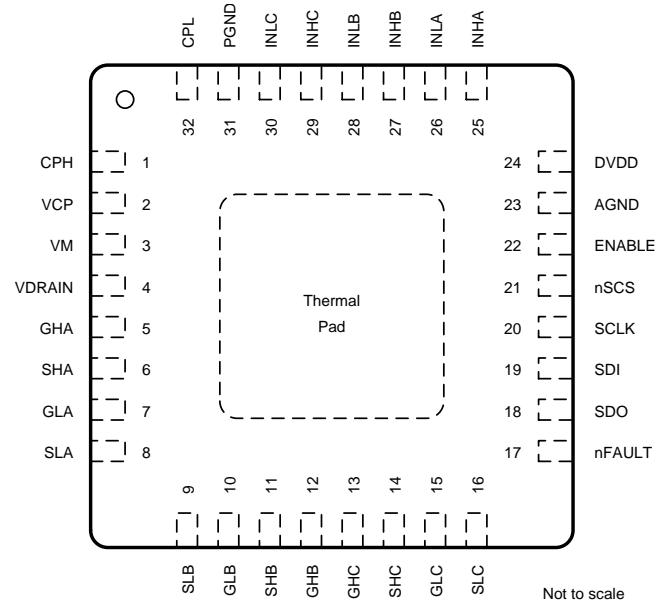 CPL PGND INLC INHC INLB INHB INLA INHA
32 31 30 29 28 27 26 25
CPH 1 24 DVDD
VCP 2 23 AGND
VM 3 22 ENABLE
VDRAIN 4 21 nSCS
GHA 5 20 SCLK
SHA 6 19 SDI
GLA 7 18 SDO
SLA 8 17 nFAULT
Thermal
Pad
9 10 11 12 13 14 15 16
SLB GLB SHB GHB GHC SHC GLC SLC
Not to scale